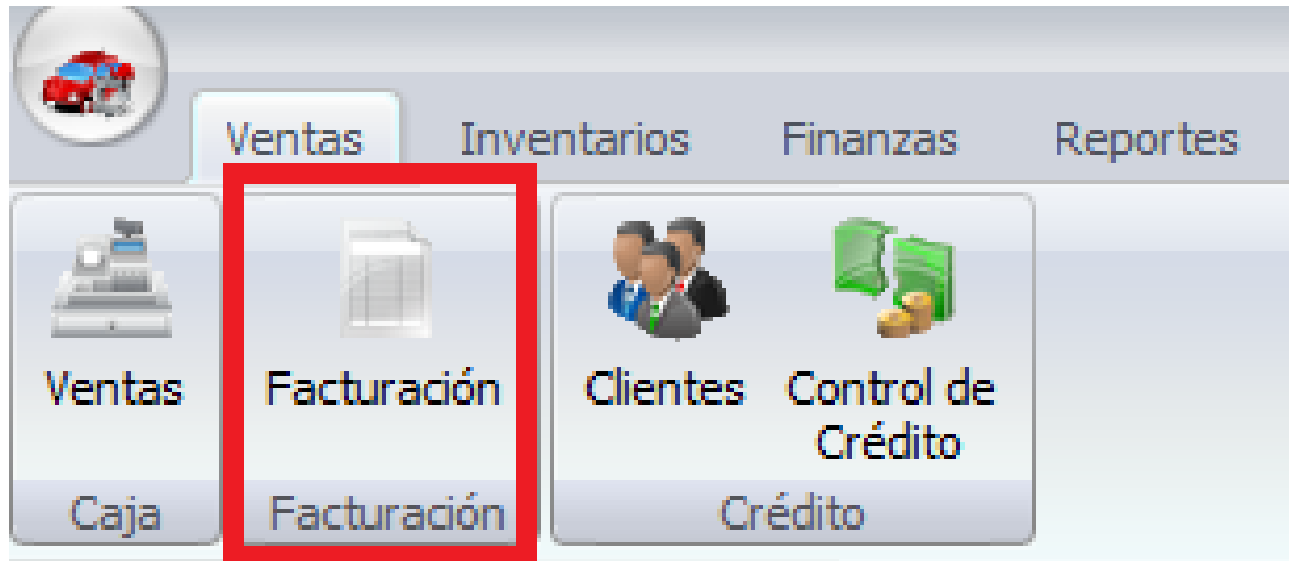 Ventas Inventarios Finanzas Reportes
Ventas Facturación Clientes Control de
Crédito
Caja Facturación Crédito